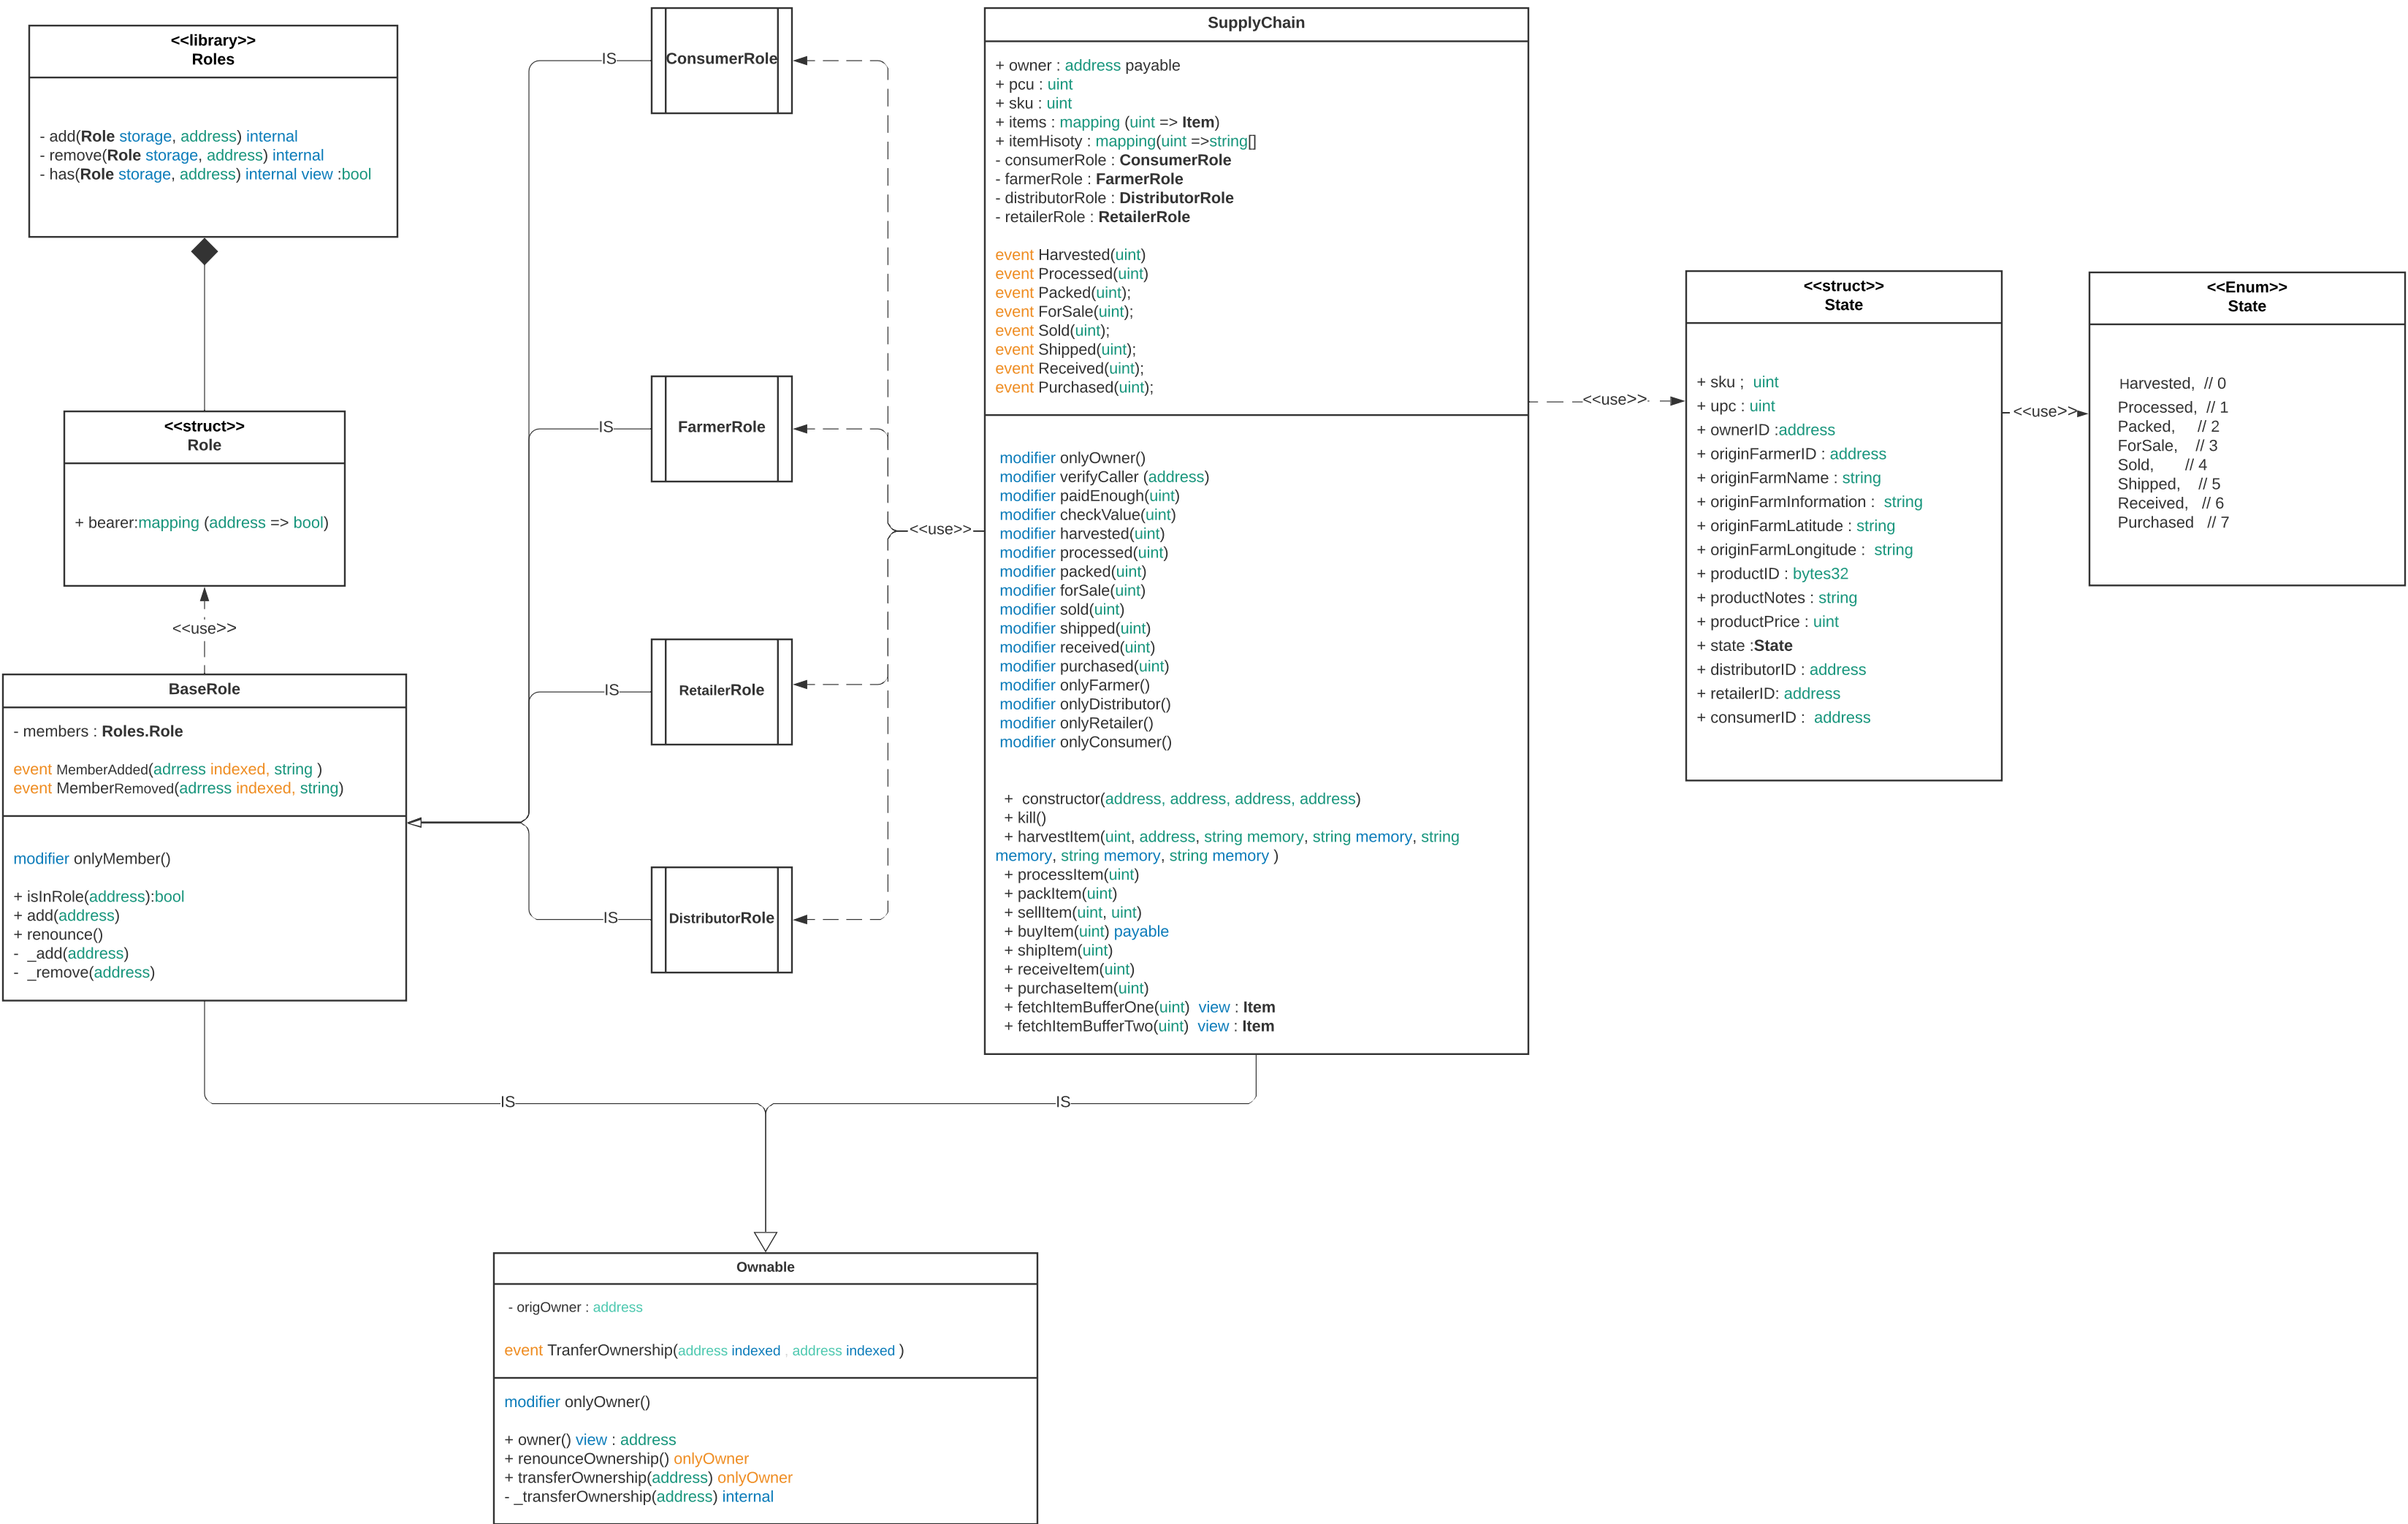 <<library>>
Roles
- add(Role storage, address) internal
- remove(Role storage, address) internal
- has(Role storage, address) internal view :bool
<<struct>>
Role
+ bearer:mapping (address => bool)
<<use>>
BaseRole
- members : Roles.Role
event MemberAdded(adrress indexed, string )
event MemberRemoved(adrress indexed, string)
modifier onlyMember()
+ isInRole(address):bool
+ add(address)
+ renounce()
- _add(address)
- _remove(address)
IS
ConsumerRole
IS
FarmerRole
IS
RetailerRole
IS
DistributorRole
<<use>>
SupplyChain
+ owner : address payable
+ pcu : uint
+ sku : uint
+ items : mapping (uint => Item)
+ itemHisoty : mapping(uint =>string[]
- consumerRole : ConsumerRole
- farmerRole : FarmerRole
- distributorRole : DistributorRole
- retailerRole : RetailerRole
event Harvested(uint)
event Processed(uint)
event Packed(uint);
event ForSale(uint);
event Sold(uint);
event Shipped(uint);
event Received(uint);
event Purchased(uint);
modifier onlyOwner()
modifier verifyCaller (address)
modifier paidEnough(uint)
modifier checkValue(uint)
modifier harvested(uint)
modifier processed(uint)
modifier packed(uint)
modifier forSale(uint)
modifier sold(uint)
modifier shipped(uint)
modifier received(uint)
modifier purchased(uint)
modifier onlyFarmer()
modifier onlyDistributor()
modifier onlyRetailer()
modifier onlyConsumer()
+ constructor(address, address, address, address)
+ kill()
+ harvestItem(uint, address, string memory, string memory, string
memory, string memory, string memory )
+ processItem(uint)
+ packItem(uint)
+ sellItem(uint, uint)
+ buyItem(uint) payable
+ shipItem(uint)
+ receiveItem(uint)
+ purchaseItem(uint)
+ fetchItemBufferOne(uint) view : Item
+ fetchItemBufferTwo(uint) view : Item
<<use>>
<<struct>>
State
+ sku ; uint
+ upc : uint
+ ownerID :address
+ originFarmerID : address
+ originFarmName : string
+ originFarmInformation : string
+ originFarmLatitude : string
+ originFarmLongitude : string
+ productID : bytes32
+ productNotes : string
+ productPrice : uint
+ state :State
+ distributorID : address
+ retailerID: address
+ consumerID : address
<<use>>
<<Enum>>
State
Harvested, // 0
Processed, // 1
Packed, // 2
ForSale, // 3
Sold, // 4
Shipped, // 5
Received, // 6
Purchased // 7
IS
IS
Ownable
- origOwner : address
event TranferOwnership(address indexed , address indexed )
modifier onlyOwner()
+ owner() view : address
+ renounceOwnership() onlyOwner
+ transferOwnership(address) onlyOwner
- _transferOwnership(address) internal